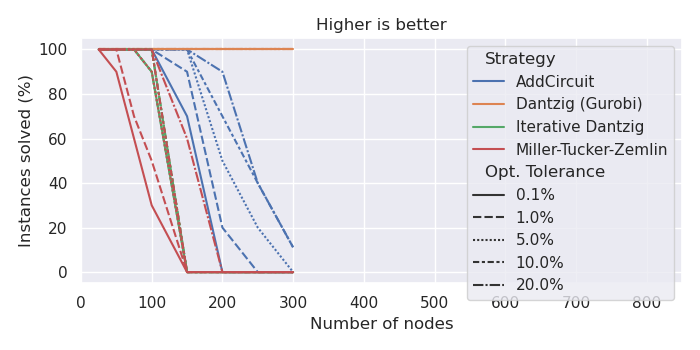 Higher is better
Instances solved (%)
100
80
60
40
20
0
0 100 200 300 400 500 600 700 800
Number of nodes
Strategy
AddCircuit
Dantzig (Gurobi)
Iterative Dantzig
Miller-Tucker-Zemlin
Opt. Tolerance
0.1%
1.0%
5.0%
10.0%
20.0%